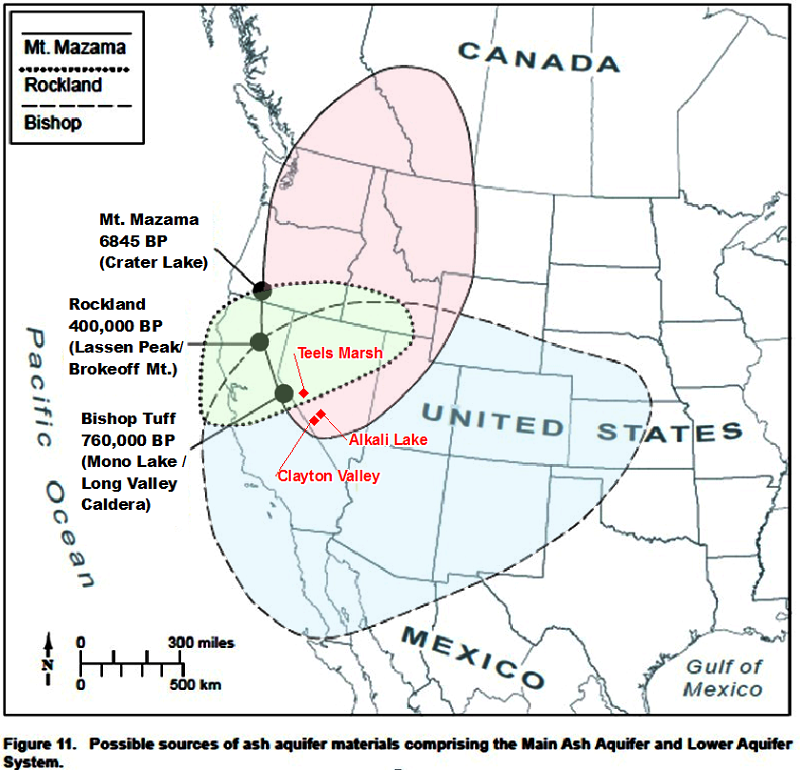 Mt. Mazama
Rockland
Bishop
CANADA
Mt. Mazama
6845 BP
(Crater Lake)
Rockland
400,000 BP
(Lassen Peak/
Brokeoff Mt.)
Teels Marsh
Bishop Tuff
760,000 BP
(Mono Lake /
Long Valley
Caldera)
UNITED STATES
Alkali Lake
Clayton Valley
Pacific Ocean
MEXICO
Gulf of
Mexico
N
0 300 miles
0 500 km
Figure 11. Possible sources of ash aquifer materials comprising the Main Ash Aquifer and Lower Aquifer
System.